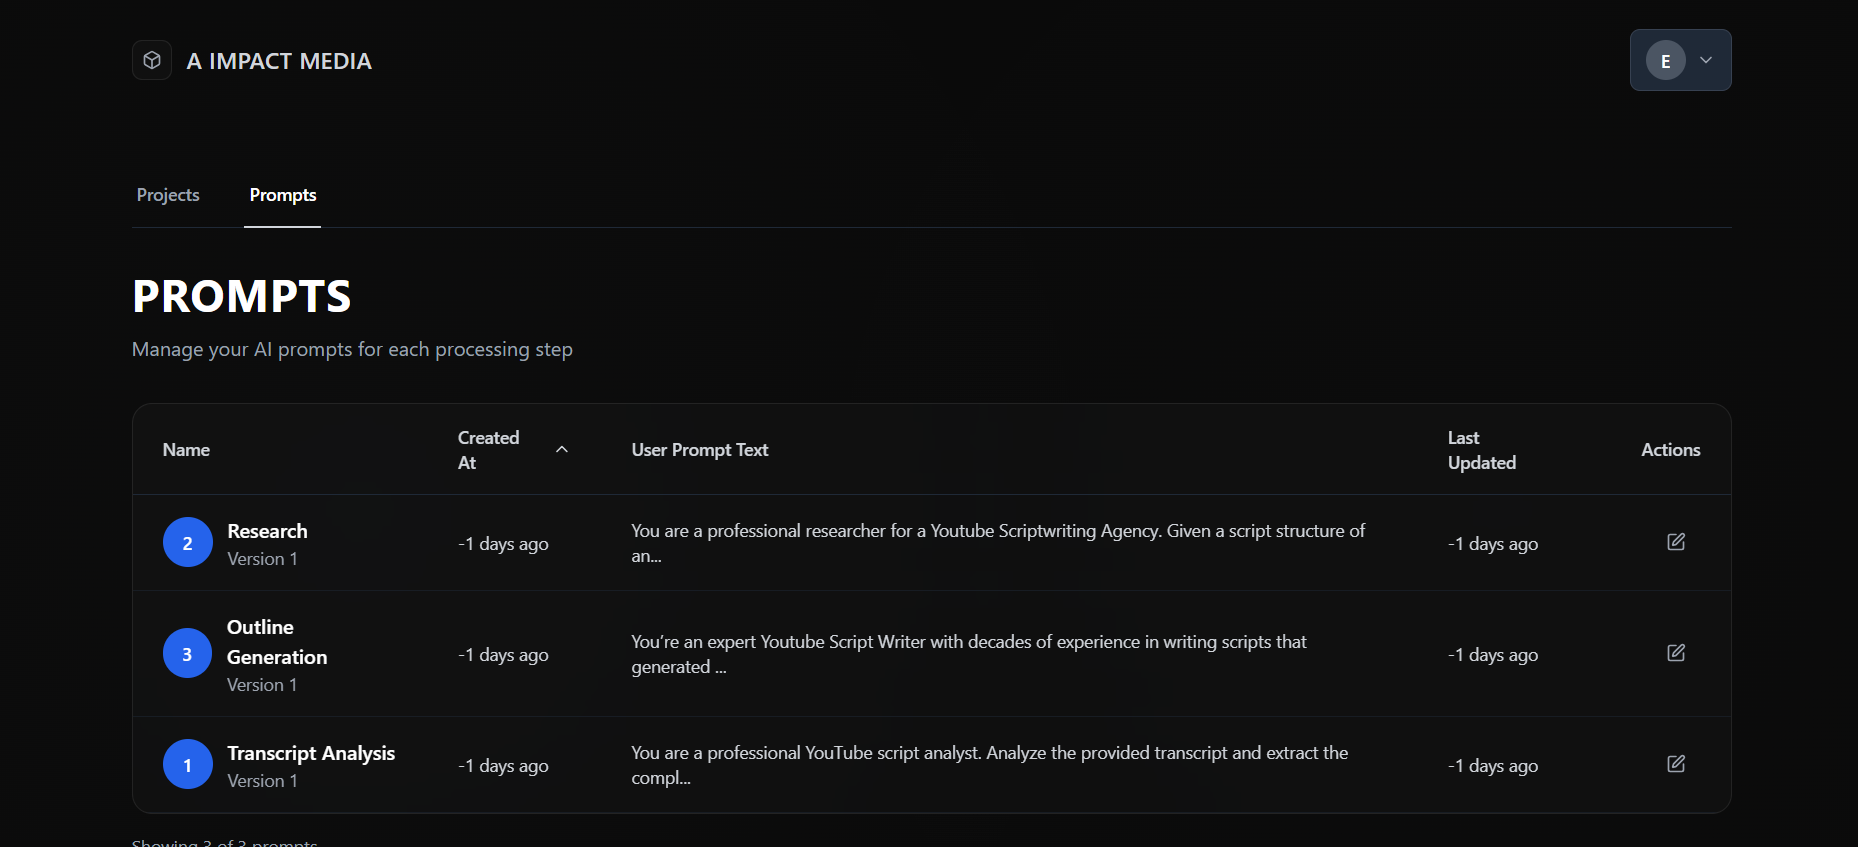 A IMPACT MEDIA
E
Projects
Prompts
PROMPTS
Manage your AI prompts for each processing step
Name
Created
At
User Prompt Text
Last
Updated
Actions
2
Research
Version 1
-1 days ago
You are a professional researcher for a Youtube Scriptwriting Agency. Given a script structure of
an...
-1 days ago
3
Outline
Generation
Version 1
-1 days ago
You're an expert Youtube Script Writer with decades of experience in writing scripts that
generated ...
-1 days ago
1
Transcript Analysis
Version 1
-1 days ago
You are a professional YouTube script analyst. Analyze the provided transcript and extract the
compl...
-1 days ago
Showing 3 of 3 prompts